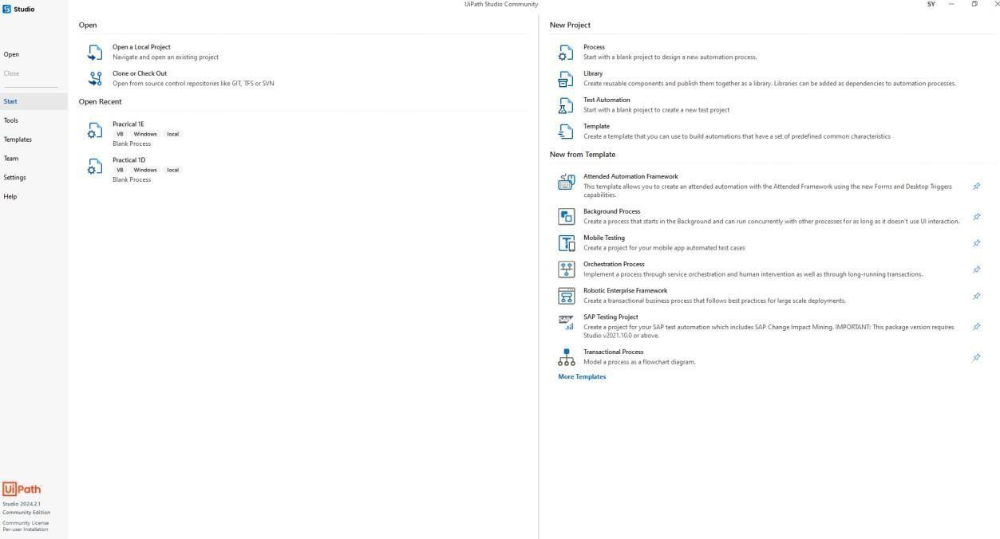 Studio
UiPath Studio Community
SY
Open
Close
Start
Tools
Templates
Team
Settings
Help
Open
Open a Local Project
Navigate and open an existing project
Clone or Check Out
Open from source control repositories like GIT, TFS or SVN
Open Recent
Pracrical 1E
VB Windows local
Blank Process
Practical 1D
VB Windows local
Blank Process
New Project
Process
Start with a blank project to design a new automation process.
Library
Create reusable components and publish them together as a library. Libraries can be added as dependencies to automation processes.
Test Automation
Start with a blank project to create a new test project
Template
Create a template that you can use to build automations that have a set of predefined common characteristics
New from Template
Attended Automation Framework
This template allows you to create an attended automation with the Attended Framework using the new Forms and Desktop Triggers
capabilities.
Background Process
Create a process that starts in the Background and can run concurrently with other processes for as long as it doesn't use UI interaction.
Mobile Testing
Create a project for your mobile app automated test cases
Orchestration Process
Implement a process through service orchestration and human intervention as well as through long-running transactions.
Robotic Enterprise Framework
Create a transactional business process that follows best practices for large scale deployments.
SAP
SAP Testing Project
Create a project for your SAP test automation which includes SAP Change Impact Mining. IMPORTANT: This package version requires
Studio v2021.10.0 or above.
Transactional Process
Model a process as a flowchart diagram.
More Templates
UiPath
Studio 2024.2.1
Community Edition
Community License
Per-user Installation